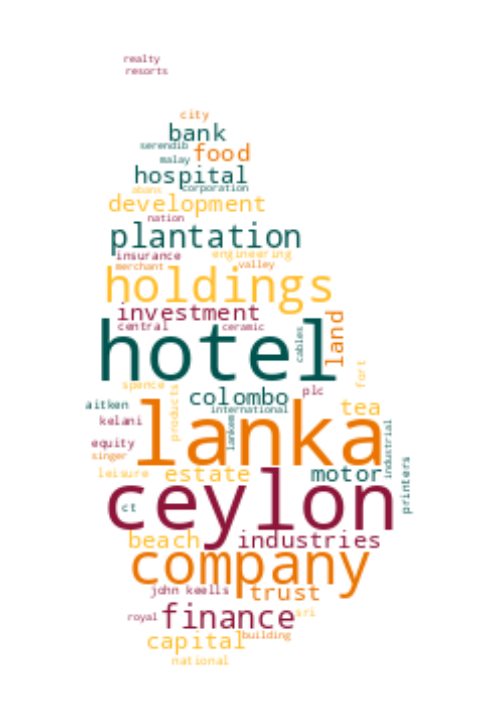 realty
resorts
city
bank
serendib
food
malay
hospital
corporation
abans
development
nation
plantation
insurance
engineering
merchant
valley
holdings
investment
land
central
ceramic
cables
hotel
fort
spence
products
colombo
plc
aitken
international
tea
kelani
lanka
lankem
industrial
equity
singer
leisure
estate
motor
printers
ceylon
ct
beach
industries
company
john keells
trust
royal
finance
sri
capital
building
national